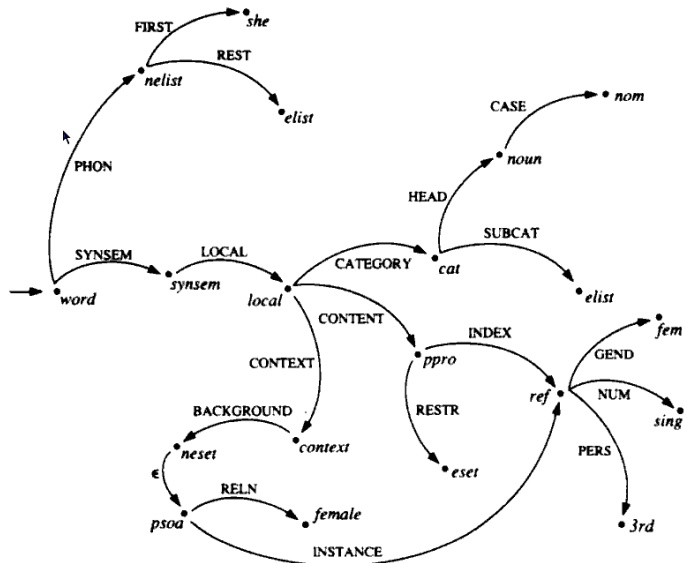 FIRST
she
REST
nelist
elist
PHON
CASE
nom
noun
HEAD
SUBCAT
SYNSEM
LOCAL
CATEGORY
cat
word
synsem
local
elist
CONTENT
fem
INDEX
GEND
CONTEXT
ppro
ref
NUM
sing
RESTR
BACKGROUND
context
PERS
neset
eset
ϵ
RELN
psoa
female
3rd
INSTANCE